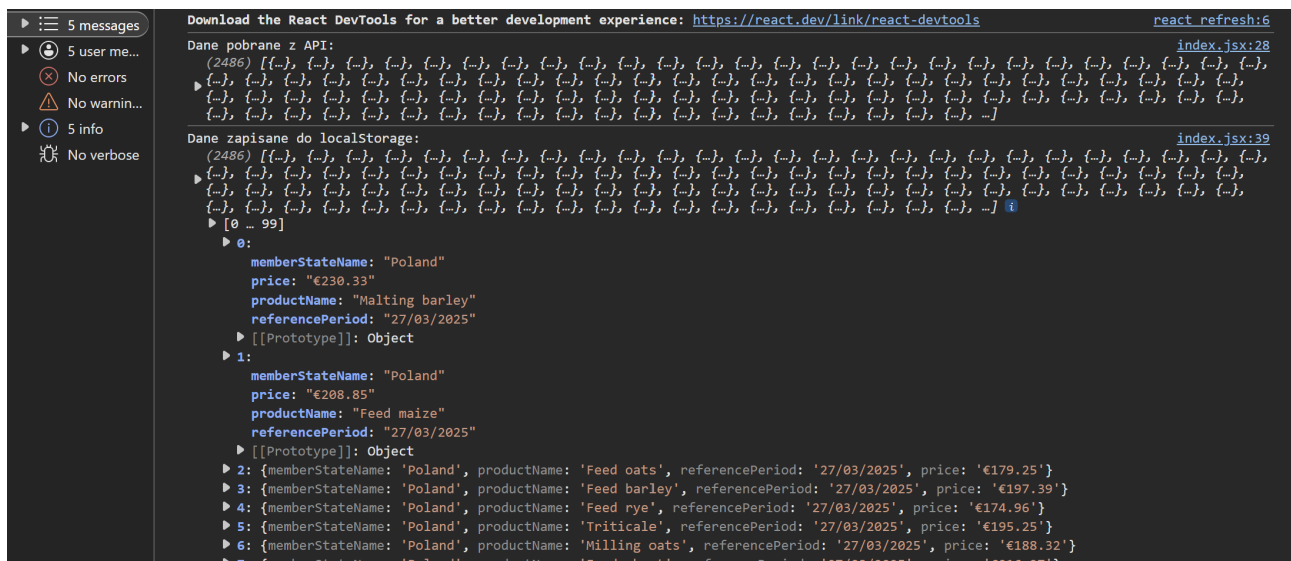 5 messages
5 user me...
No errors
No warnin...
5 info
No verbose
Download the React DevTools for a better development experience: https://react.dev/link/react-devtools react refresh:6
Dane pobrane z API: index.jsx:28
(2486) [{…}, {…}, {…}, {…}, {…}, {…}, {…}, {…}, {…}, {…}, {…}, {…}, {…}, {…}, {…}, {…}, {…}, {…}, {…}, {…}, {…}, {…}, {…}, {…}, {…}, {…},
{…}, {…}, {…}, {…}, {…}, {…}, {…}, {…}, {…}, {…}, {…}, {…}, {…}, {…}, {…}, {…}, {…}, {…}, {…}, {…}, {…}, {…}, {…}, {…}, {…}, {…}, {…},
{…}, {…}, {…}, {…}, {…}, {…}, {…}, {…}, {…}, {…}, {…}, {…}, {…}, {…}, {…}, {…}, {…}, {…}, {…}, {…}, {…}, {…}, {…}, {…}, {…}, {…}, {…},
{…}, {…}, {…}, {…}, {…}, {…}, {…}, {…}, {…}, {…}, {…}, {…}, {…}, {…}, {…}, {…}, {…}, {…}, {…}, {…}, …]
Dane zapisane do localStorage: index.jsx:39
(2486) [{…}, {…}, {…}, {…}, {…}, {…}, {…}, {…}, {…}, {…}, {…}, {…}, {…}, {…}, {…}, {…}, {…}, {…}, {…}, {…}, {…}, {…}, {…}, {…}, {…}, {…},
{…}, {…}, {…}, {…}, {…}, {…}, {…}, {…}, {…}, {…}, {…}, {…}, {…}, {…}, {…}, {…}, {…}, {…}, {…}, {…}, {…}, {…}, {…}, {…}, {…}, {…}, {…},
{…}, {…}, {…}, {…}, {…}, {…}, {…}, {…}, {…}, {…}, {…}, {…}, {…}, {…}, {…}, {…}, {…}, {…}, {…}, {…}, {…}, {…}, {…}, {…}, {…}, {…}, {…},
{…}, {…}, {…}, {…}, {…}, {…}, {…}, {…}, {…}, {…}, {…}, {…}, {…}, {…}, {…}, {…}, {…}, {…}, {…}, {…}, …] i
[0 … 99]
0:
memberStateName: "Poland"
price: "€230.33"
productName: "Malting barley"
referencePeriod: "27/03/2025"
[[Prototype]]: Object
1:
memberStateName: "Poland"
price: "€208.85"
productName: "Feed maize"
referencePeriod: "27/03/2025"
[[Prototype]]: Object
2: {memberStateName: 'Poland', productName: 'Feed oats', referencePeriod: '27/03/2025', price: '€179.25'}
3: {memberStateName: 'Poland', productName: 'Feed barley', referencePeriod: '27/03/2025', price: '€197.39'}
4: {memberStateName: 'Poland', productName: 'Feed rye', referencePeriod: '27/03/2025', price: '€174.96'}
5: {memberStateName: 'Poland', productName: 'Triticale', referencePeriod: '27/03/2025', price: '€195.25'}
6: {memberStateName: 'Poland', productName: 'Milling oats', referencePeriod: '27/03/2025', price: '€188.32'}